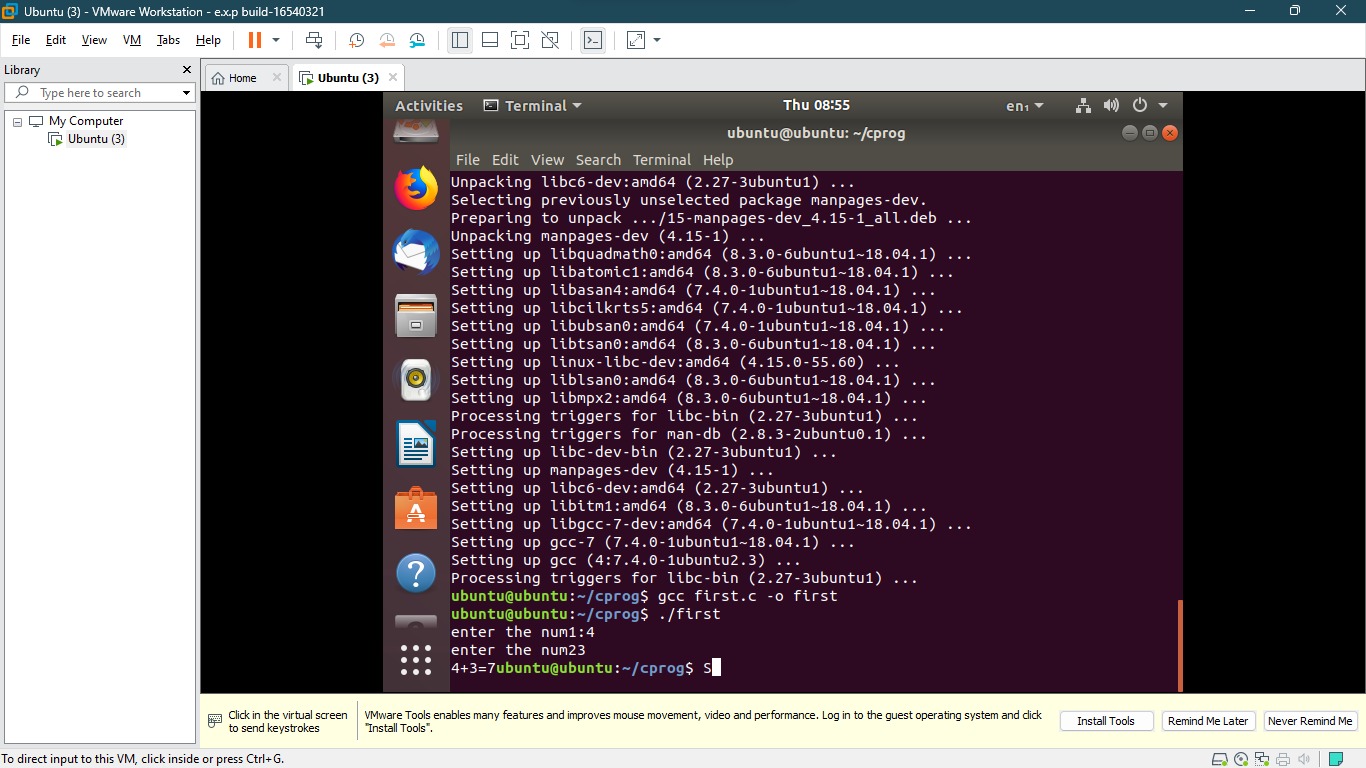 Ubuntu (3) - VMware Workstation - e.x.p build-16540321
File Edit View VM Tabs Help
Library
Type here to search
My Computer
Ubuntu (3)
Home
Ubuntu (3)
Activities Terminal Thu 08:55 en₁
ubuntu@ubuntu: ~/cprog
File Edit View Search Terminal Help
Unpacking libc6-dev:amd64 (2.27-3ubuntu1) ...
Selecting previously unselected package manpages-dev.
Preparing to unpack .../15-manpages-dev_4.15-1_all.deb ...
Unpacking manpages-dev (4.15-1) ...
Setting up libquadmath0:amd64 (8.3.0-6ubuntu1~18.04.1) ...
Setting up libatomic1:amd64 (8.3.0-6ubuntu1~18.04.1) ...
Setting up libasan4:amd64 (7.4.0-1ubuntu1~18.04.1) ...
Setting up libcilkrts5:amd64 (7.4.0-1ubuntu1~18.04.1) ...
Setting up libubsan0:amd64 (7.4.0-1ubuntu1~18.04.1) ...
Setting up libtsan0:amd64 (8.3.0-6ubuntu1~18.04.1) ...
Setting up linux-libc-dev:amd64 (4.15.0-55.60) ...
Setting up liblsan0:amd64 (8.3.0-6ubuntu1~18.04.1) ...
Setting up libmpx2:amd64 (8.3.0-6ubuntu1~18.04.1) ...
Processing triggers for libc-bin (2.27-3ubuntu1) ...
Processing triggers for man-db (2.8.3-2ubuntu0.1) ...
Setting up libc-dev-bin (2.27-3ubuntu1) ...
Setting up manpages-dev (4.15-1) ...
Setting up libc6-dev:amd64 (2.27-3ubuntu1) ...
Setting up libitm1:amd64 (8.3.0-6ubuntu1~18.04.1) ...
Setting up libgcc-7-dev:amd64 (7.4.0-1ubuntu1~18.04.1) ...
Setting up gcc-7 (7.4.0-1ubuntu1~18.04.1) ...
Setting up gcc (4:7.4.0-1ubuntu2.3) ...
Processing triggers for libc-bin (2.27-3ubuntu1) ...
ubuntu@ubuntu:~/cprog$ gcc first.c -o first
ubuntu@ubuntu:~/cprog$ ./first
enter the num1:4
enter the num23
4+3=7ubuntu@ubuntu:~/cprog$ S
Click in the virtual screen
to send keystrokes
VMware Tools enables many features and improves mouse movement, video and performance. Log in to the guest operating system and click
"Install Tools".
Install Tools
Remind Me Later
Never Remind Me
To direct input to this VM, click inside or press Ctrl+G.